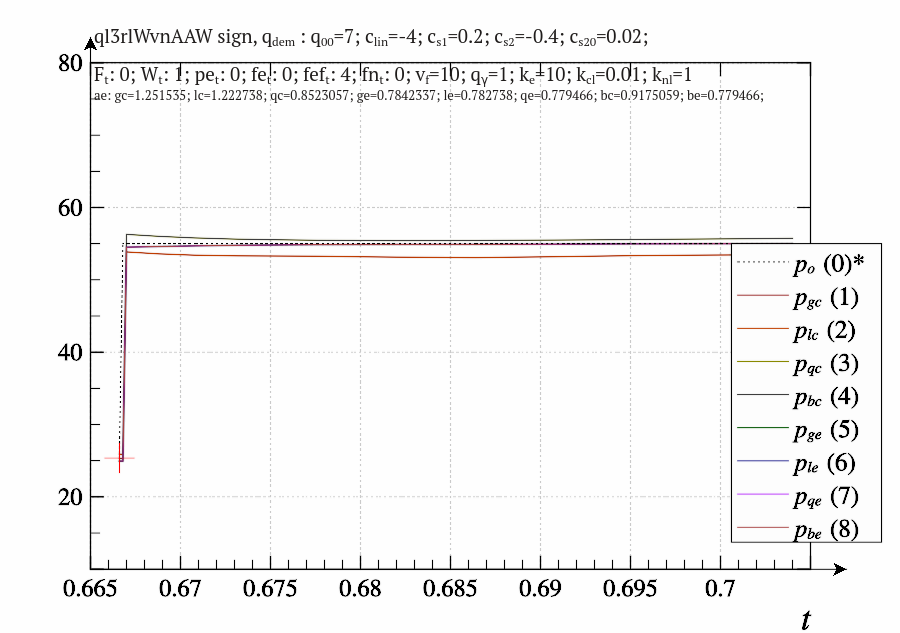 ql3rlWvnAAW sign, q_dem : q_00=7; c_lin=-4; c_s1=0.2; c_s2=-0.4; c_s20=0.02;
80
F_t: 0; W_t: 1; pe_t: 0; fe_t: 0; fef_t: 4; fn_t: 0; v_f=10; q_γ=1; k_e=10; k_cl=0.01; k_nl=1
ae: gc=1.251535; lc=1.222738; qc=0.8523057; ge=0.7842337; le=0.782738; qe=0.779466; bc=0.9175059; be=0.779466;
60
p_o (0)*
p_gc (1)
p_lc (2)
40
p_qc (3)
p_bc (4)
p_ge (5)
p_le (6)
20
p_qe (7)
p_be (8)
0.665 0.67 0.675 0.68 0.685 0.69 0.695 0.7
t